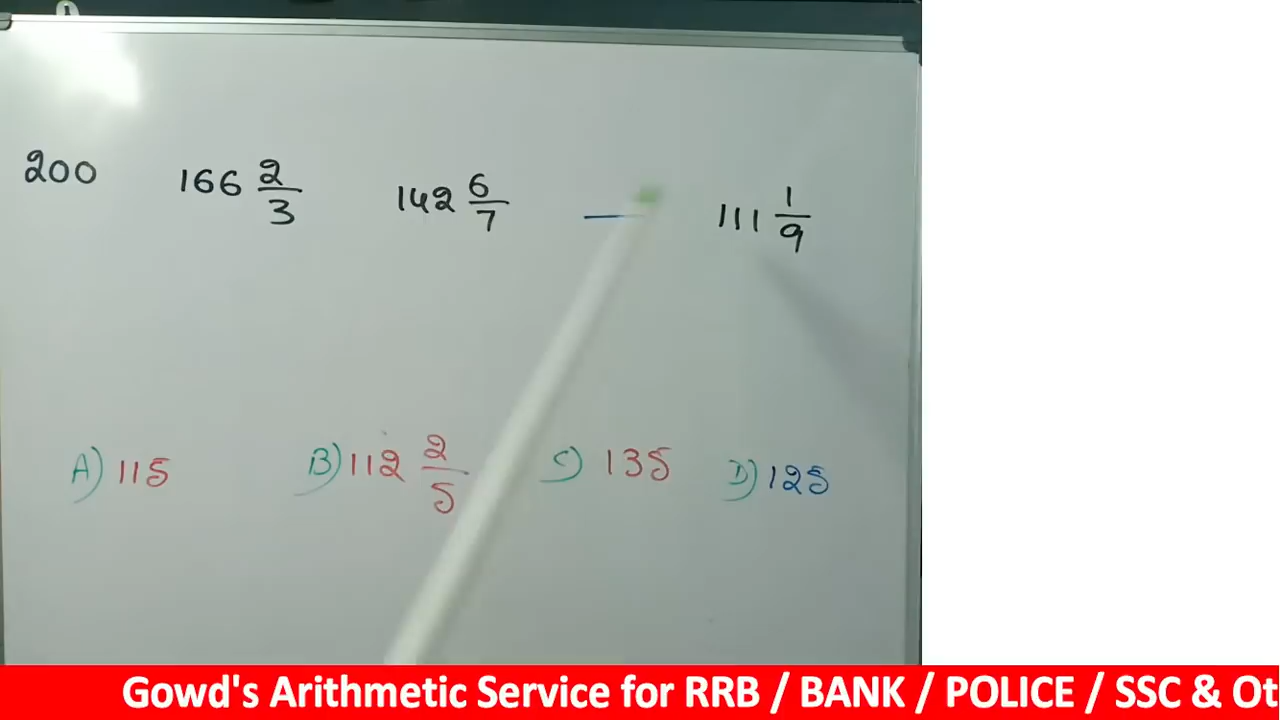 200 166 2/3 142 6/7 __ 111 1/9
A) 115 B) 112 2/5 C) 135 D) 125
Gowd's Arithmetic Service for RRB / BANK / POLICE / SSC & Ot